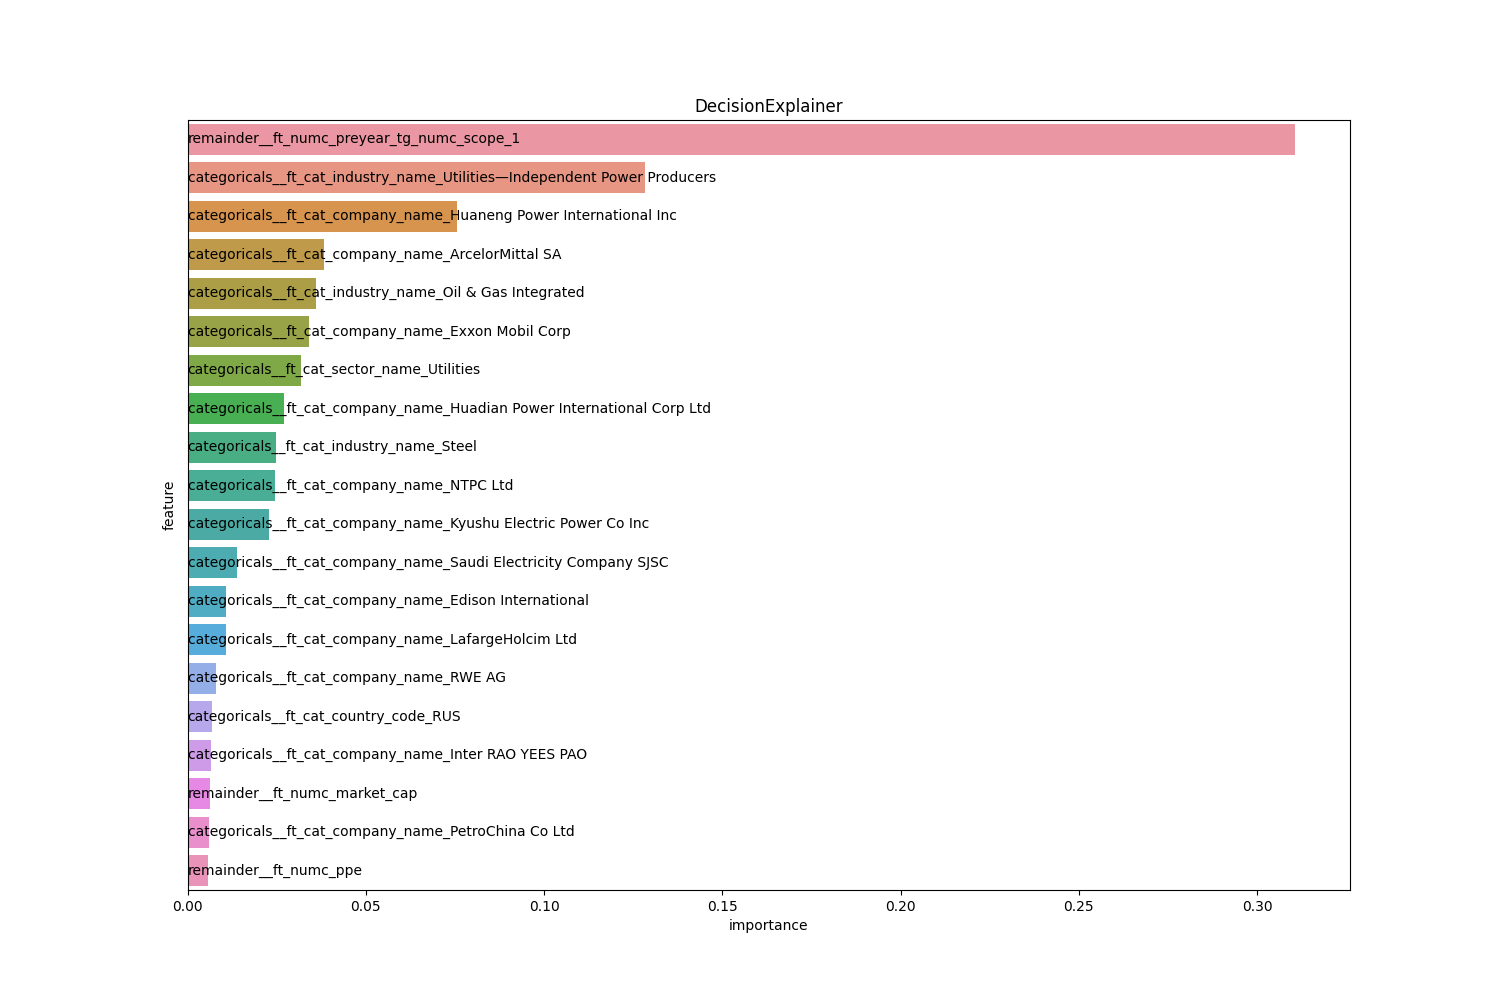 DecisionExplainer
remainder__ft_numc_preyear_tg_numc_scope_1
categoricals__ft_cat_industry_name_Utilities—Independent Power Producers
categoricals__ft_cat_company_name_Huaneng Power International Inc
categoricals__ft_cat_company_name_ArcelorMittal SA
categoricals__ft_cat_industry_name_Oil & Gas Integrated
categoricals__ft_cat_company_name_Exxon Mobil Corp
categoricals__ft_cat_sector_name_Utilities
categoricals__ft_cat_company_name_Huadian Power International Corp Ltd
categoricals__ft_cat_industry_name_Steel
categoricals__ft_cat_company_name_NTPC Ltd
categoricals__ft_cat_company_name_Kyushu Electric Power Co Inc
categoricals__ft_cat_company_name_Saudi Electricity Company SJSC
categoricals__ft_cat_company_name_Edison International
categoricals__ft_cat_company_name_LafargeHolcim Ltd
categoricals__ft_cat_company_name_RWE AG
categoricals__ft_cat_country_code_RUS
categoricals__ft_cat_company_name_Inter RAO YEES PAO
remainder__ft_numc_market_cap
categoricals__ft_cat_company_name_PetroChina Co Ltd
remainder__ft_numc_ppe
feature
0.00 0.05 0.10 0.15 0.20 0.25 0.30
importance